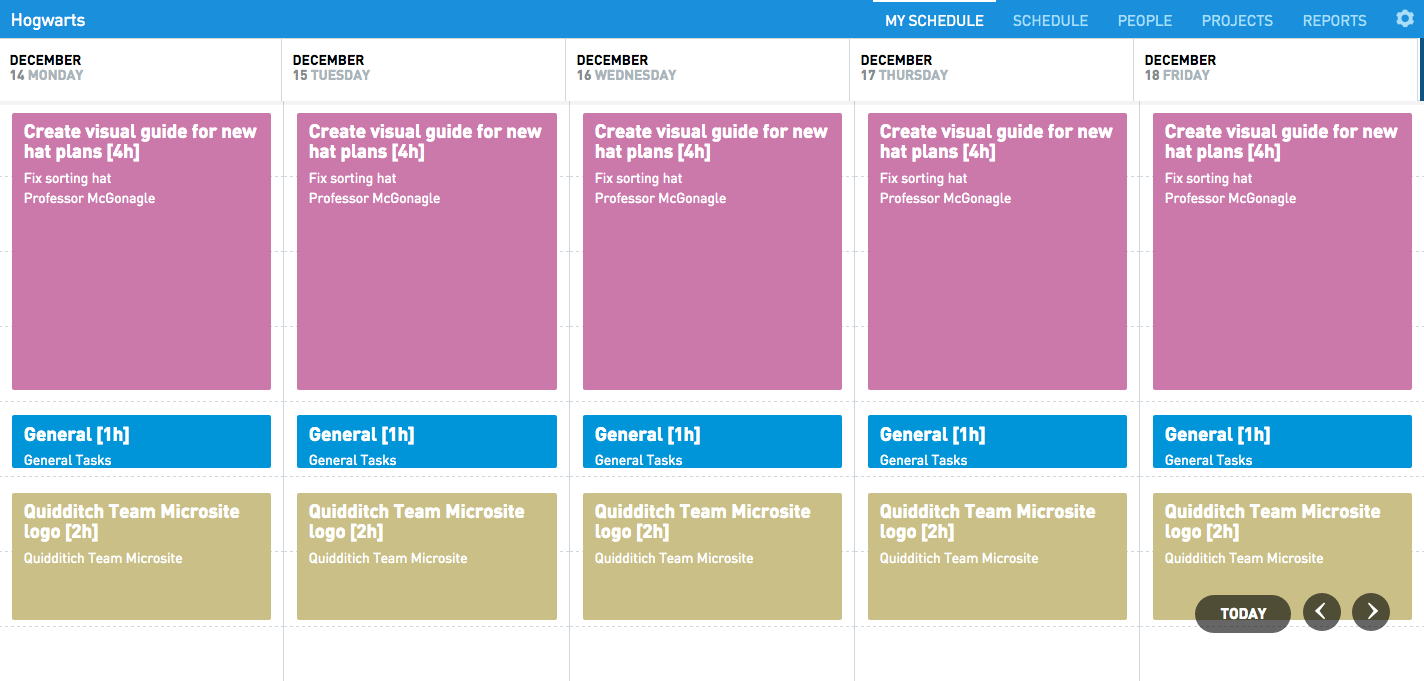 Hogwarts
MY SCHEDULE
SCHEDULE
PEOPLE
PROJECTS
REPORTS
DECEMBER
14 MONDAY
DECEMBER
15 TUESDAY
DECEMBER
16 WEDNESDAY
DECEMBER
17 THURSDAY
DECEMBER
18 FRIDAY
Create visual guide for new
hat plans [4h]
Fix sorting hat
Professor McGonagle
Create visual guide for new
hat plans [4h]
Fix sorting hat
Professor McGonagle
Create visual guide for new
hat plans [4h]
Fix sorting hat
Professor McGonagle
Create visual guide for new
hat plans [4h]
Fix sorting hat
Professor McGonagle
Create visual guide for new
hat plans [4h]
Fix sorting hat
Professor McGonagle
General [1h]
General Tasks
General [1h]
General Tasks
General [1h]
General Tasks
General [1h]
General Tasks
General [1h]
General Tasks
Quidditch Team Microsite
logo [2h]
Quidditich Team Microsite
Quidditch Team Microsite
logo [2h]
Quidditich Team Microsite
Quidditch Team Microsite
logo [2h]
Quidditich Team Microsite
Quidditch Team Microsite
logo [2h]
Quidditich Team Microsite
Quidditch Team Microsite
logo [2h]
Quidditich Team Microsite
TODAY